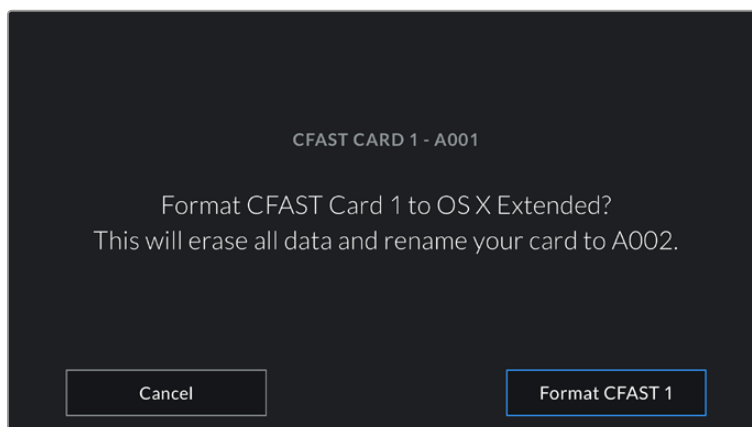 CFAST CARD 1 - A001
Format CFAST Card 1 to OS X Extended?
This will erase all data and rename your card to A002.
Cancel
Format CFAST 1